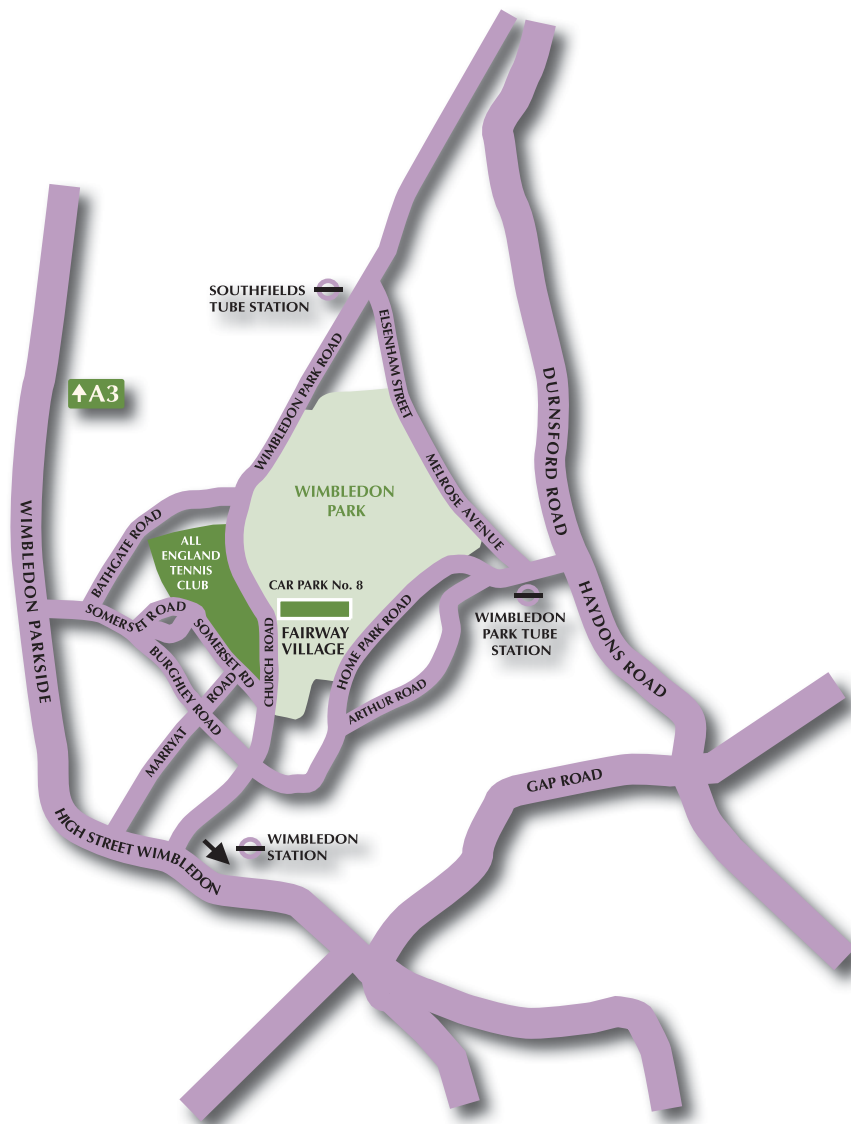 SOUTHFIELDS
TUBE STATION
ELSENHAM STREET
WIMBLEDON PARK ROAD
A3
DURNSFORD ROAD
WIMBLEDON
PARK
MELROSE AVENUE
WIMBLEDON PARKSIDE
BATHGATE ROAD
ALL
ENGLAND
TENNIS
CLUB
CAR PARK No. 8
FAIRWAY
VILLAGE
SOMERSET ROAD
SOMERSET RD
CHURCH ROAD
HOME PARK ROAD
WIMBLEDON
PARK TUBE
STATION
HAYDONS ROAD
BURGHLEY ROAD
ARTHUR ROAD
MARRYAT ROAD
GAP ROAD
HIGH STREET WIMBLEDON
WIMBLEDON
STATION